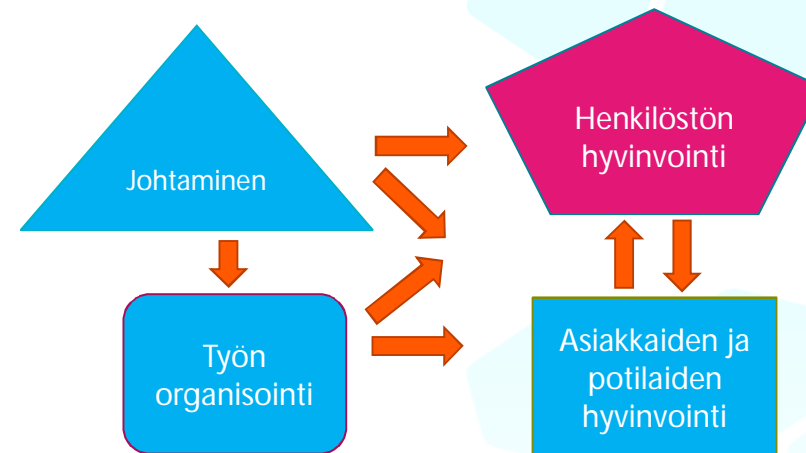 Johtaminen
Henkilöstön
hyvinvointi
Työn
organisointi
Asiakkaiden ja
potilaiden
hyvinvointi